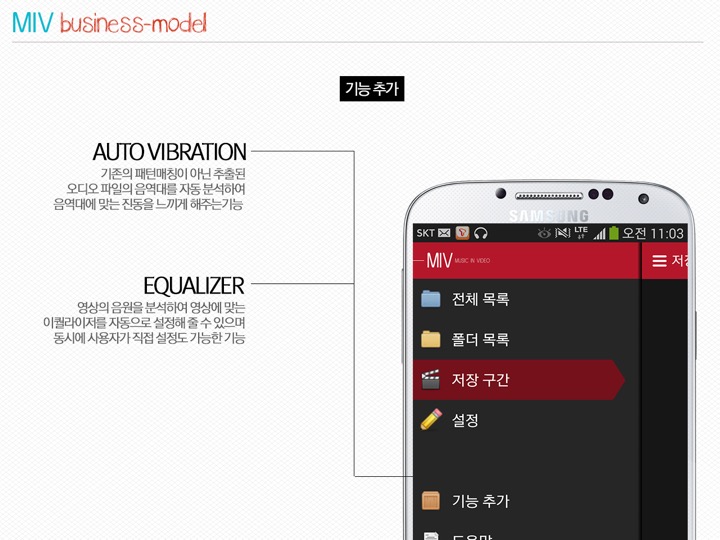 MIV business-model
기능 추가
AUTO VIBRATION
기존의 패턴매칭이 아닌 추출된
오디오 파일의 음역대를 자동 분석하여
음역대에 맞는 진동을 느끼게 해주는기능
EQUALIZER
영상의 음원을 분석하여 영상에 맞는
이퀄라이저를 자동으로 설정해 줄 수 있으며
동시에 사용자가 직접 설정도 가능한 기능
SAMSUNG
SKT LTE 오전 11:03
MIV MUSIC IN VIDEO
전체 목록
폴더 목록
저장 구간
설정
기능 추가